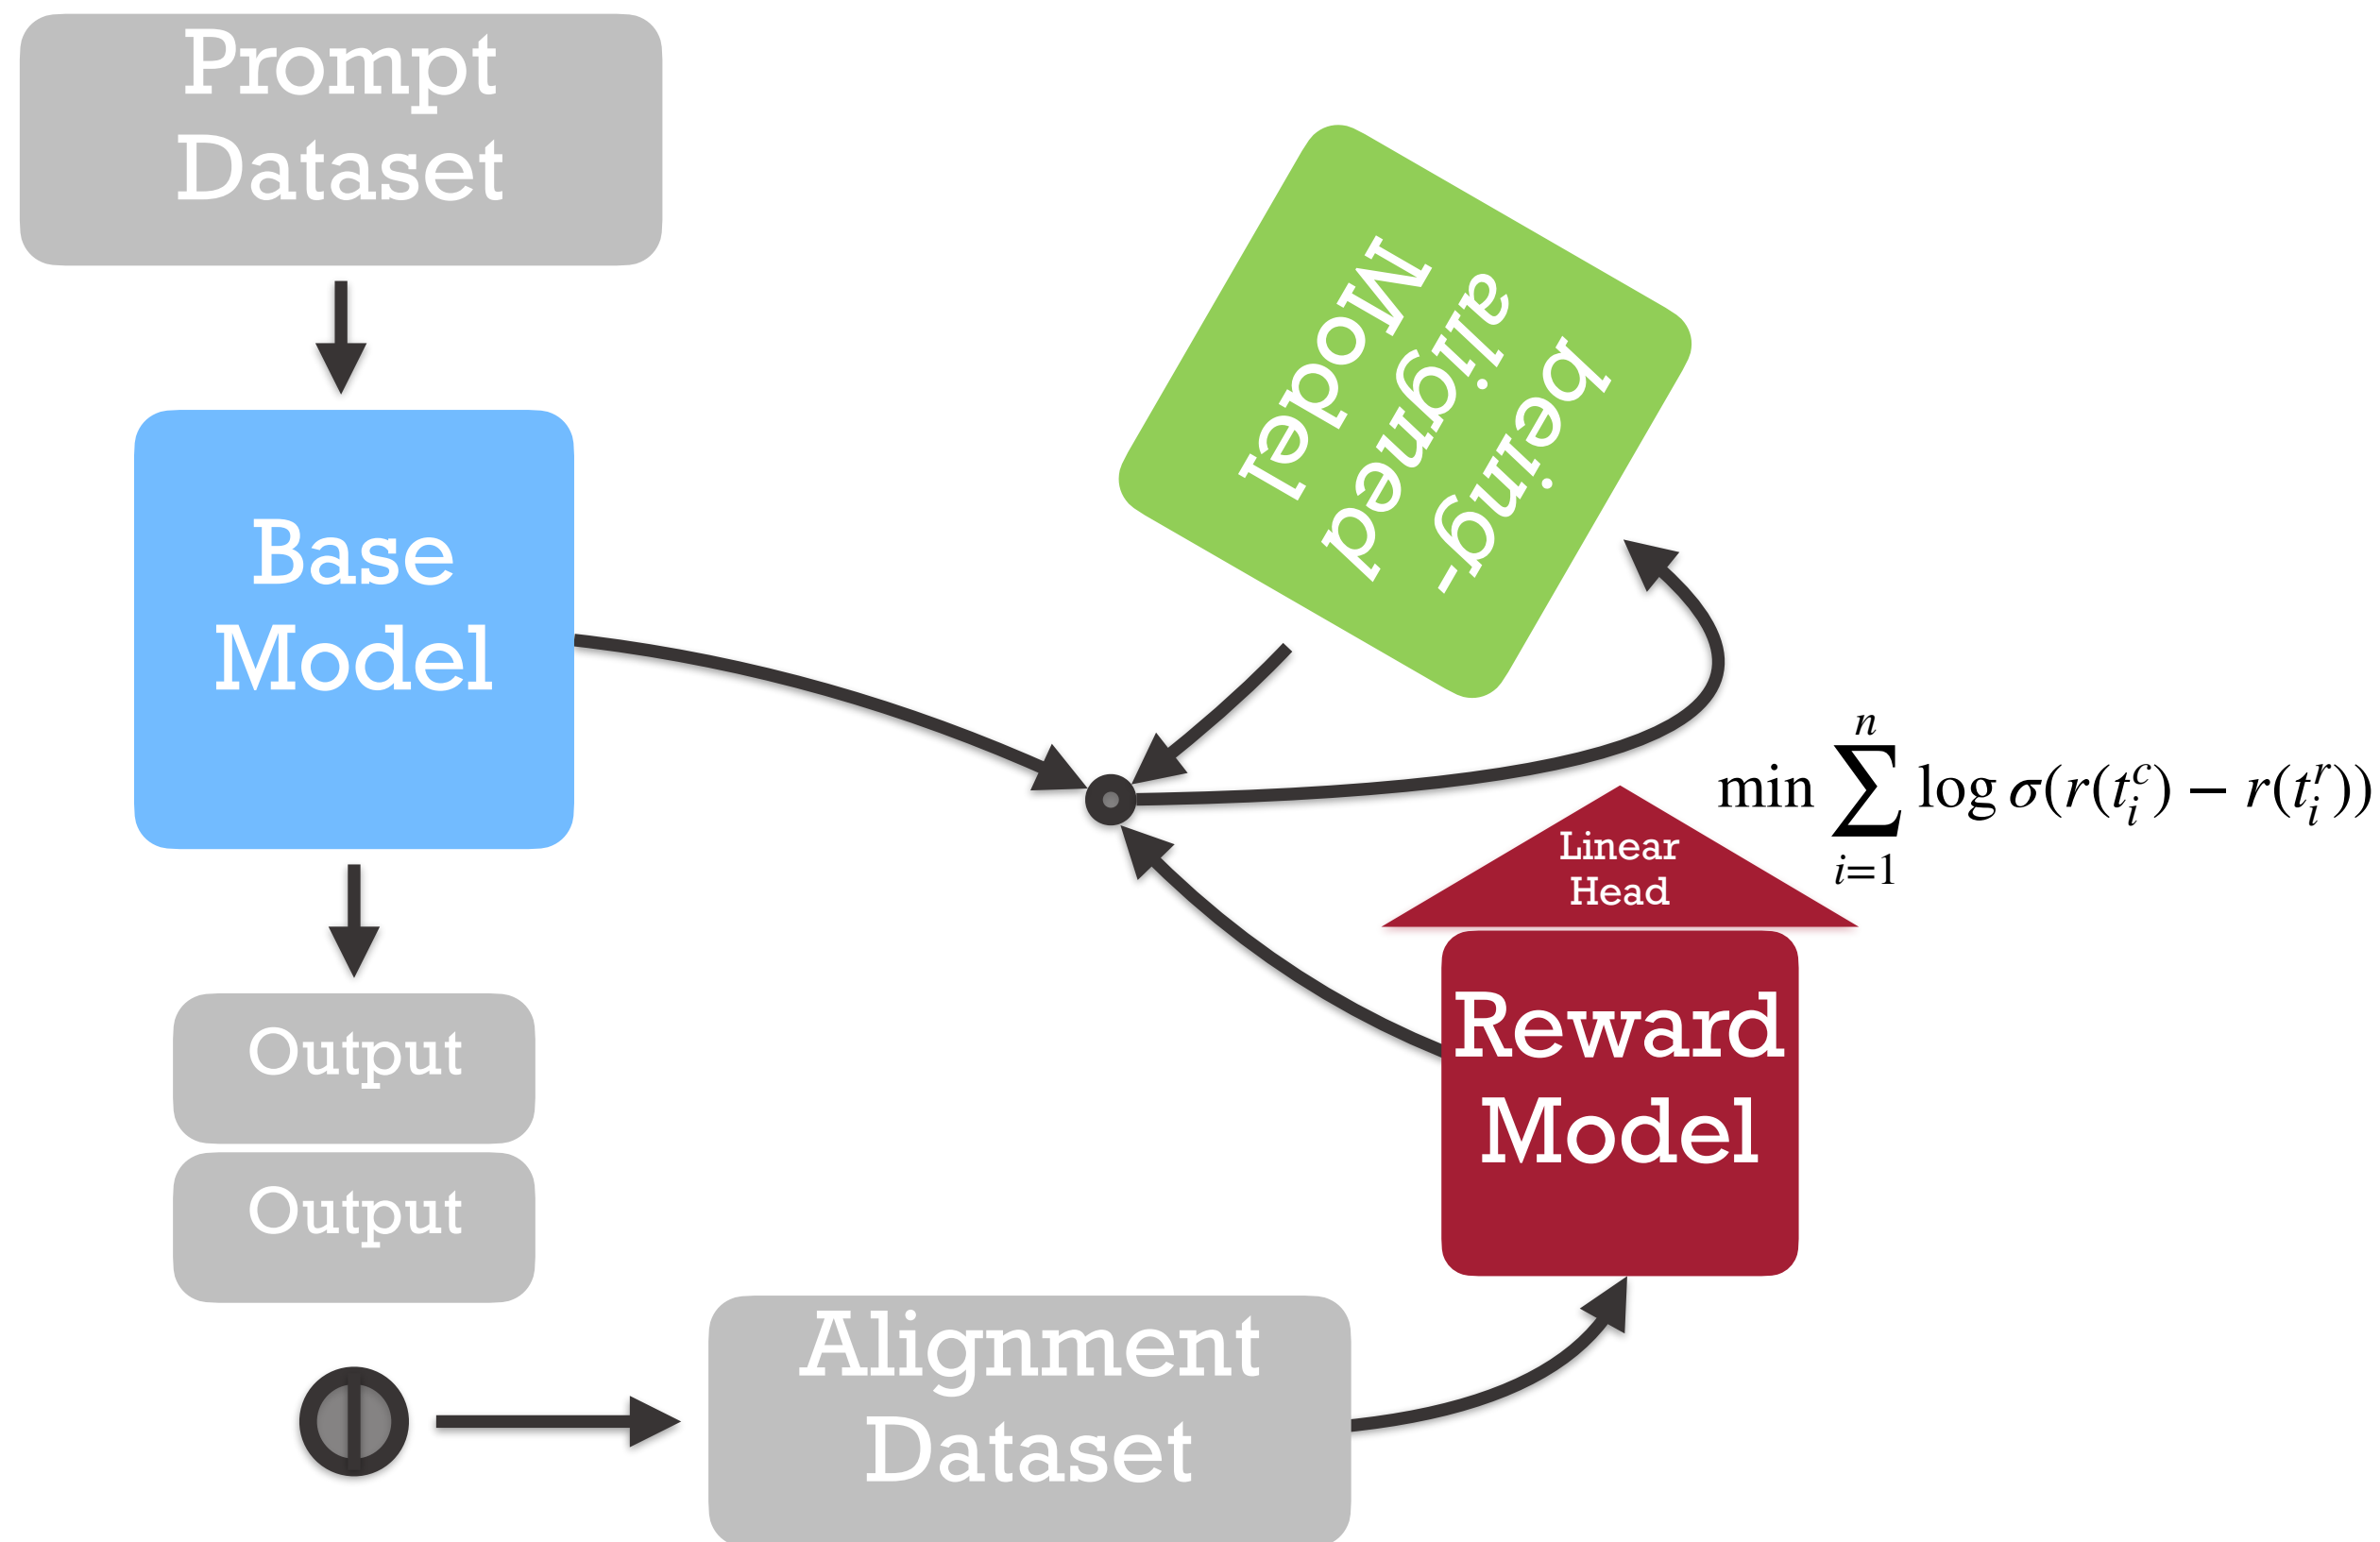 Prompt
Dataset
Base
Model
Output
Output
Alignment
Dataset
Model
being-
aligned
Linear
Head
Reward
Model
min \sum_{i=1}^{n} log σ(r(t_i^c) − r(t_i^r))